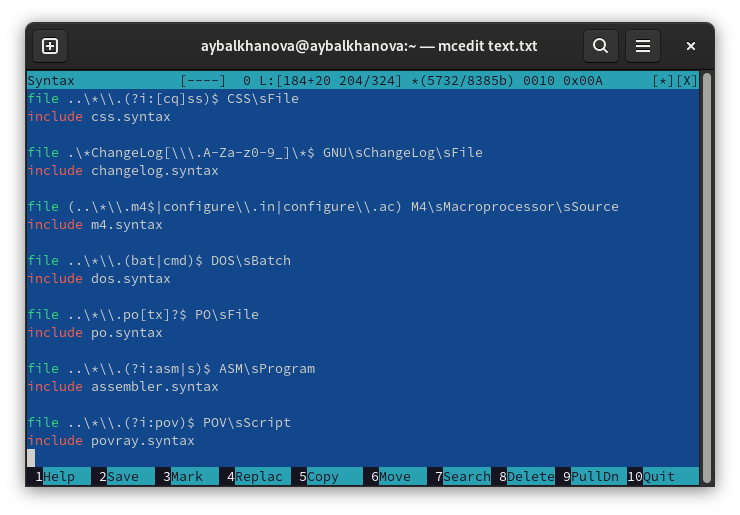 aybalkhanova@aybalkhanova:~ — mcedit text.txt
Syntax [----] 0 L:[184+20 204/324] *(5732/8385b) 0010 0x00A [*][X]
file ..\*\\.(?i:[cq]ss)$ CSS\sFile
include css.syntax
file .\*ChangeLog[\\\.A-Za-z0-9_]\*$ GNU\sChangeLog\sFile
include changelog.syntax
file (..\*\\.m4$|configure\\.in|configure\\.ac) M4\sMacroprocessor\sSource
include m4.syntax
file ..\*\\.(bat|cmd)$ DOS\sBatch
include dos.syntax
file ..\*\\.po[tx]?$ PO\sFile
include po.syntax
file ..\*\\.(?i:asm|s)$ ASM\sProgram
include assembler.syntax
file ..\*\\.(?i:pov)$ POV\sScript
include povray.syntax
1Help 2Save 3Mark 4Replac 5Copy 6Move 7Search 8Delete 9PullDn 10Quit